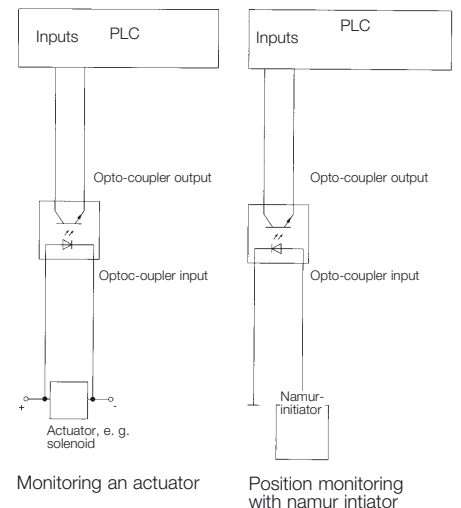 Inputs PLC
Opto-coupler output
Optoc-oupler input
+ -
Actuator, e. g.
solenoid
Monitoring an actuator
Inputs PLC
Opto-coupler output
Opto-coupler input
Namur-
initiator
Position monitoring
with namur intiator